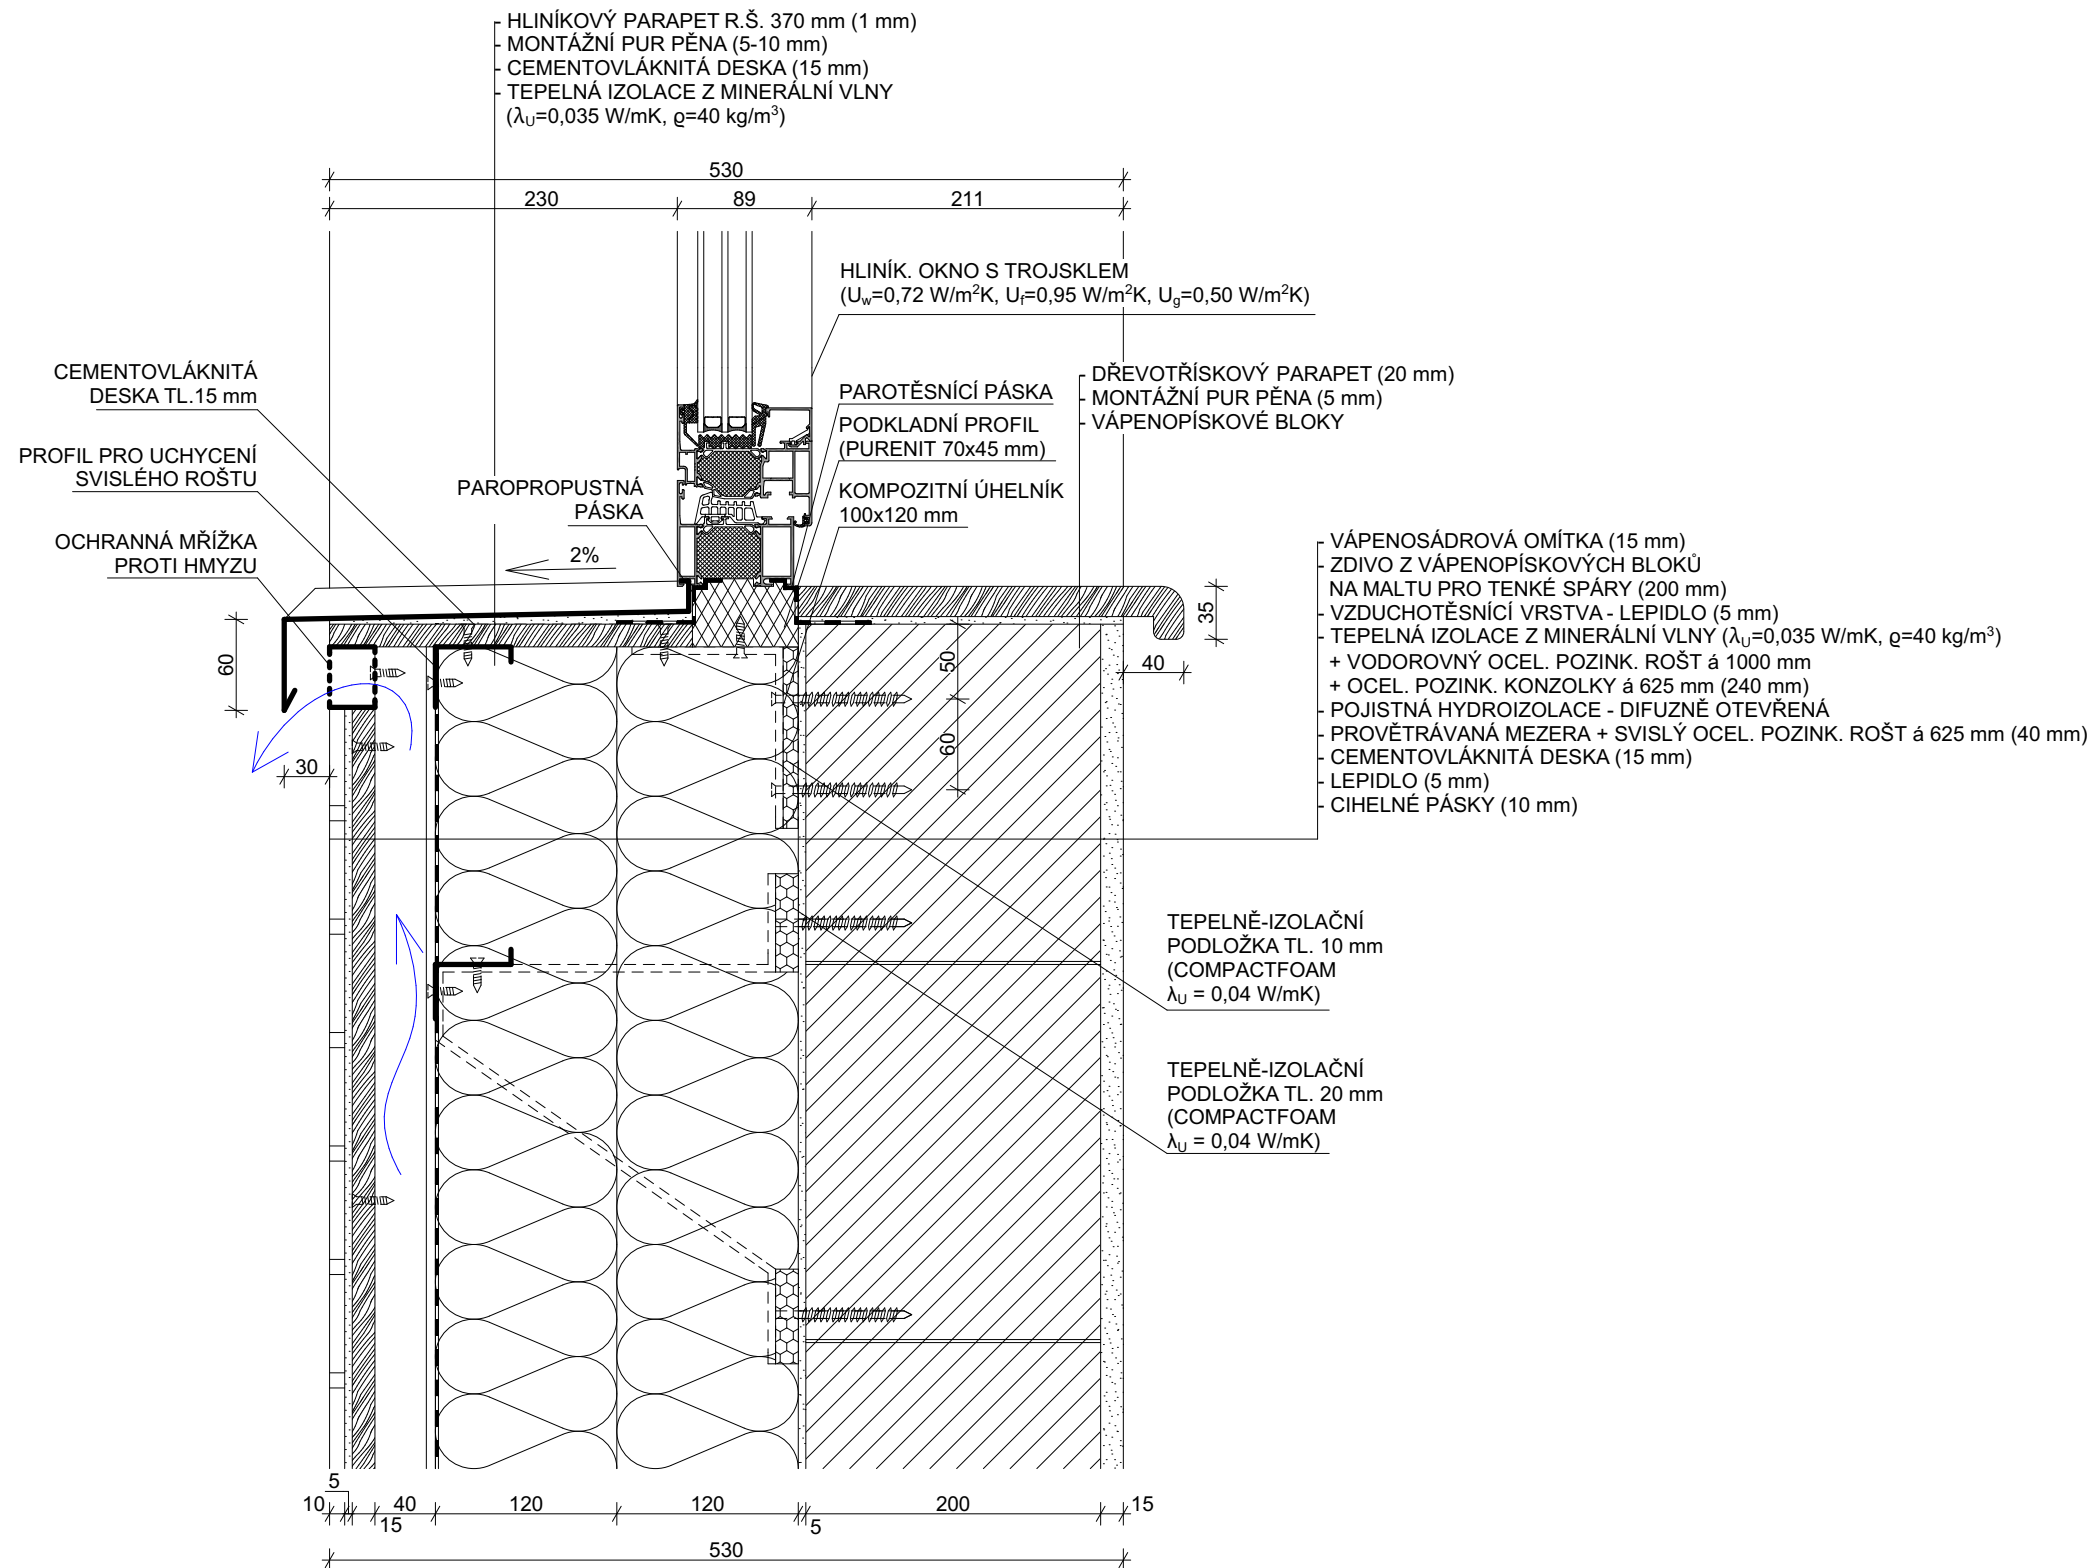 HLINÍKOVÝ PARAPET R.Š. 370 mm (1 mm)
MONTÁŽNÍ PUR PĚNA (5-10 mm)
CEMENTOVLÁKNITÁ DESKA (15 mm)
TEPELNÁ IZOLACE Z MINERÁLNÍ VLNY
(λU=0,035 W/mK, ϱ=40 kg/m³)
530
230
89
211
HLINÍK. OKNO S TROJSKLEM
(Uw=0,72 W/m²K, Uf=0,95 W/m²K, Ug=0,50 W/m²K)
CEMENTOVLÁKNITÁ
DESKA TL.15 mm
PROFIL PRO UCHYCENÍ
SVISLÉHO ROŠTU
OCHRANNÁ MŘÍŽKA
PROTI HMYZU
PAROPROPUSTNÁ
PÁSKA
2%
PAROTĚSNÍCÍ PÁSKA
PODKLADNÍ PROFIL
(PURENIT 70x45 mm)
KOMPOZITNÍ ÚHELNÍK
100x120 mm
DŘEVOTŘÍSKOVÝ PARAPET (20 mm)
MONTÁŽNÍ PUR PĚNA (5 mm)
VÁPENOPÍSKOVÉ BLOKY
VÁPENOSÁDROVÁ OMÍTKA (15 mm)
ZDIVO Z VÁPENOPÍSKOVÝCH BLOKŮ
NA MALTU PRO TENKÉ SPÁRY (200 mm)
VZDUCHOTĚSNÍCÍ VRSTVA - LEPIDLO (5 mm)
TEPELNÁ IZOLACE Z MINERÁLNÍ VLNY (λU=0,035 W/mK, ϱ=40 kg/m³)
+ VODOROVNÝ OCEL. POZINK. ROŠT á 1000 mm
+ OCEL. POZINK. KONZOLKY á 625 mm (240 mm)
POJISTNÁ HYDROIZOLACE - DIFUZNĚ OTEVŘENÁ
PROVĚTRÁVANÁ MEZERA + SVISLÝ OCEL. POZINK. ROŠT á 625 mm (40 mm)
CEMENTOVLÁKNITÁ DESKA (15 mm)
LEPIDLO (5 mm)
CIHELNÉ PÁSKY (10 mm)
60
30
50
60
35
40
TEPELNĚ-IZOLAČNÍ
PODLOŽKA TL. 10 mm
(COMPACTFOAM
λU = 0,04 W/mK)
TEPELNĚ-IZOLAČNÍ
PODLOŽKA TL. 20 mm
(COMPACTFOAM
λU = 0,04 W/mK)
5
10
15
40
120
120
5
200
15
530